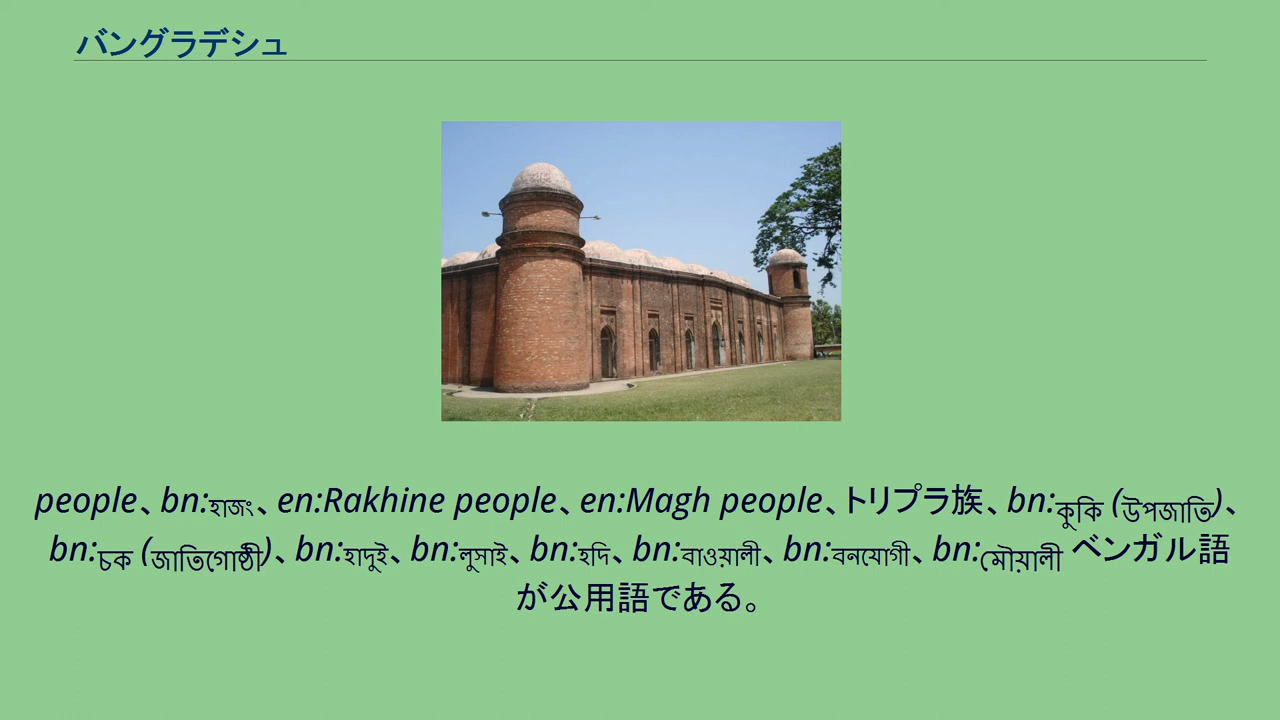 バングラデシュ
people、bn:হাজং、en:Rakhine people、en:Magh people、トリプラ族、bn:কুকি (উপজাতি)、
bn:চক (জাতিগোষ্ঠী)、bn:হাদুই、bn:লুসাই、bn:হদি、bn:বাওয়ালী、bn:বনযোগী、bn:মৌয়ালী ベンガル語
が公用語である。